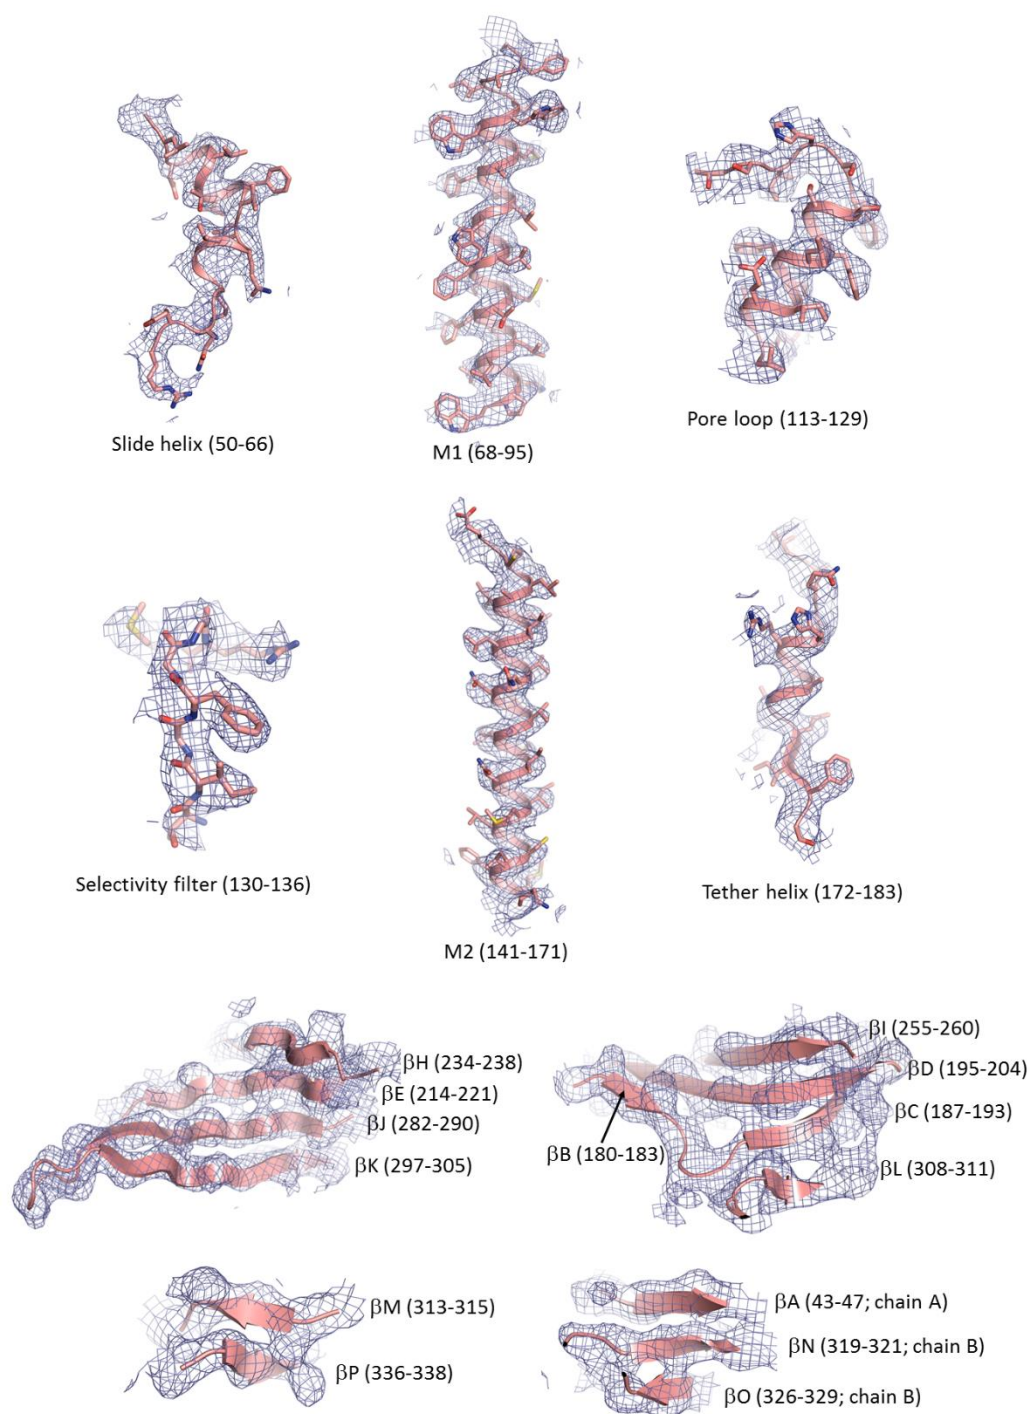 Slide helix (50-66)
M1 (68-95)
Pore loop (113-129)
Selectivity filter (130-136)
M2 (141-171)
Tether helix (172-183)
βH (234-238)
βE (214-221)
βJ (282-290)
βK (297-305)
βI (255-260)
βD (195-204)
βC (187-193)
βB (180-183)
βL (308-311)
βM (313-315)
βP (336-338)
βA (43-47; chain A)
βN (319-321; chain B)
βO (326-329; chain B)